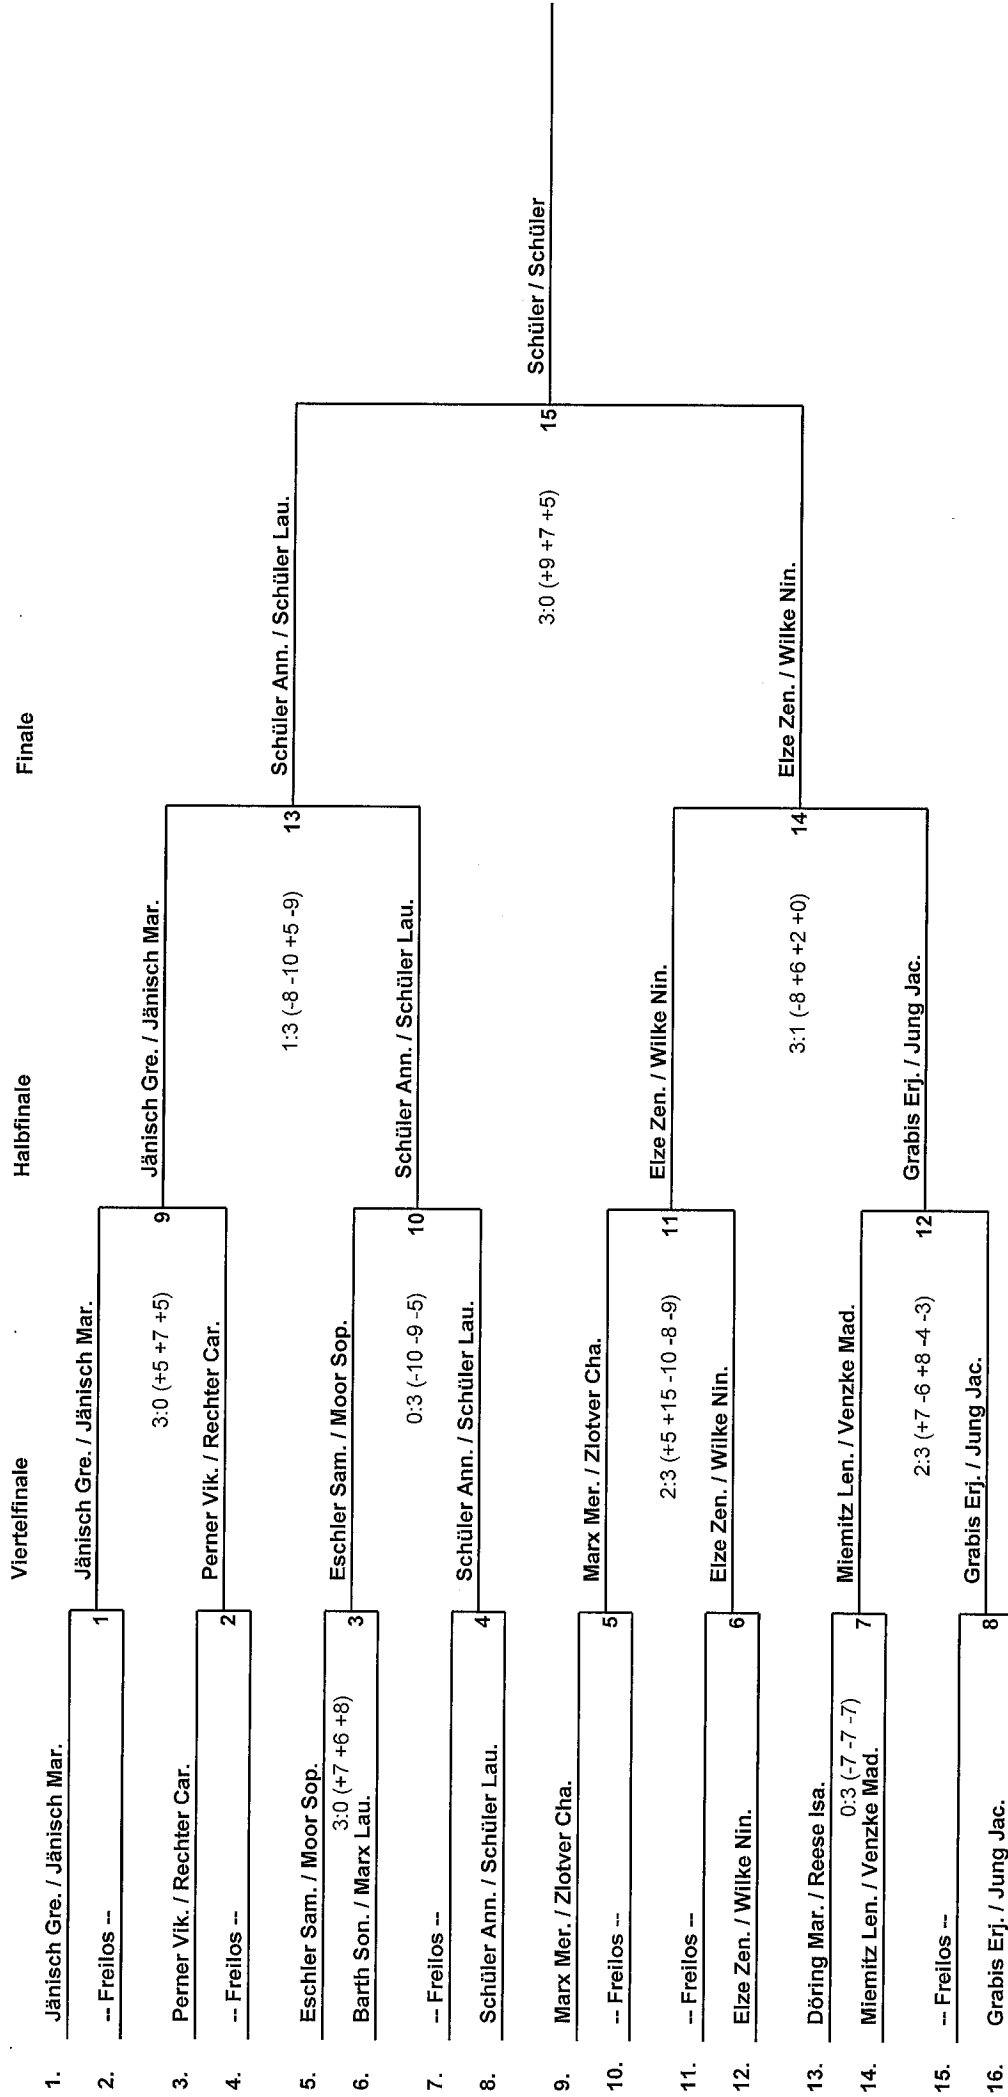 Viertelfinale
Halbfinale
Finale
1. Jänisch Gre. / Jänisch Mar.
2. -- Freilos --
3. Perner Vik. / Rechter Car.
4. -- Freilos --
5. Eschler Sam. / Moor Sop.
3:0 (+7 +6 +8)
6. Barth Son. / Marx Lau.
7. -- Freilos --
8. Schüler Ann. / Schüler Lau.
9. Marx Mer. / Zlotver Cha.
10. -- Freilos --
11. -- Freilos --
12. Elze Zen. / Wilke Nin.
13. Döring Mar. / Reese Isa.
0:3 (-7 -7 -7)
14. Miemitz Len. / Venzke Mad.
15. -- Freilos --
16. Grabis Erj. / Jung Jac.
1 Jänisch Gre. / Jänisch Mar.
3:0 (+5 +7 +5)
2 Perner Vik. / Rechter Car.
3 Eschler Sam. / Moor Sop.
0:3 (-10 -9 -5)
4 Schüler Ann. / Schüler Lau.
5 Marx Mer. / Zlotver Cha.
2:3 (+5 +15 -10 -8 -9)
6 Elze Zen. / Wilke Nin.
7 Miemitz Len. / Venzke Mad.
2:3 (+7 -6 +8 -4 -3)
8 Grabis Erj. / Jung Jac.
9 Jänisch Gre. / Jänisch Mar.
1:3 (-8 -10 +5 -9)
10 Schüler Ann. / Schüler Lau.
11 Elze Zen. / Wilke Nin.
3:1 (-8 +6 +2 +0)
12 Grabis Erj. / Jung Jac.
13 Schüler Ann. / Schüler Lau.
3:0 (+9 +7 +5)
14 Elze Zen. / Wilke Nin.
15 Schüler / Schüler